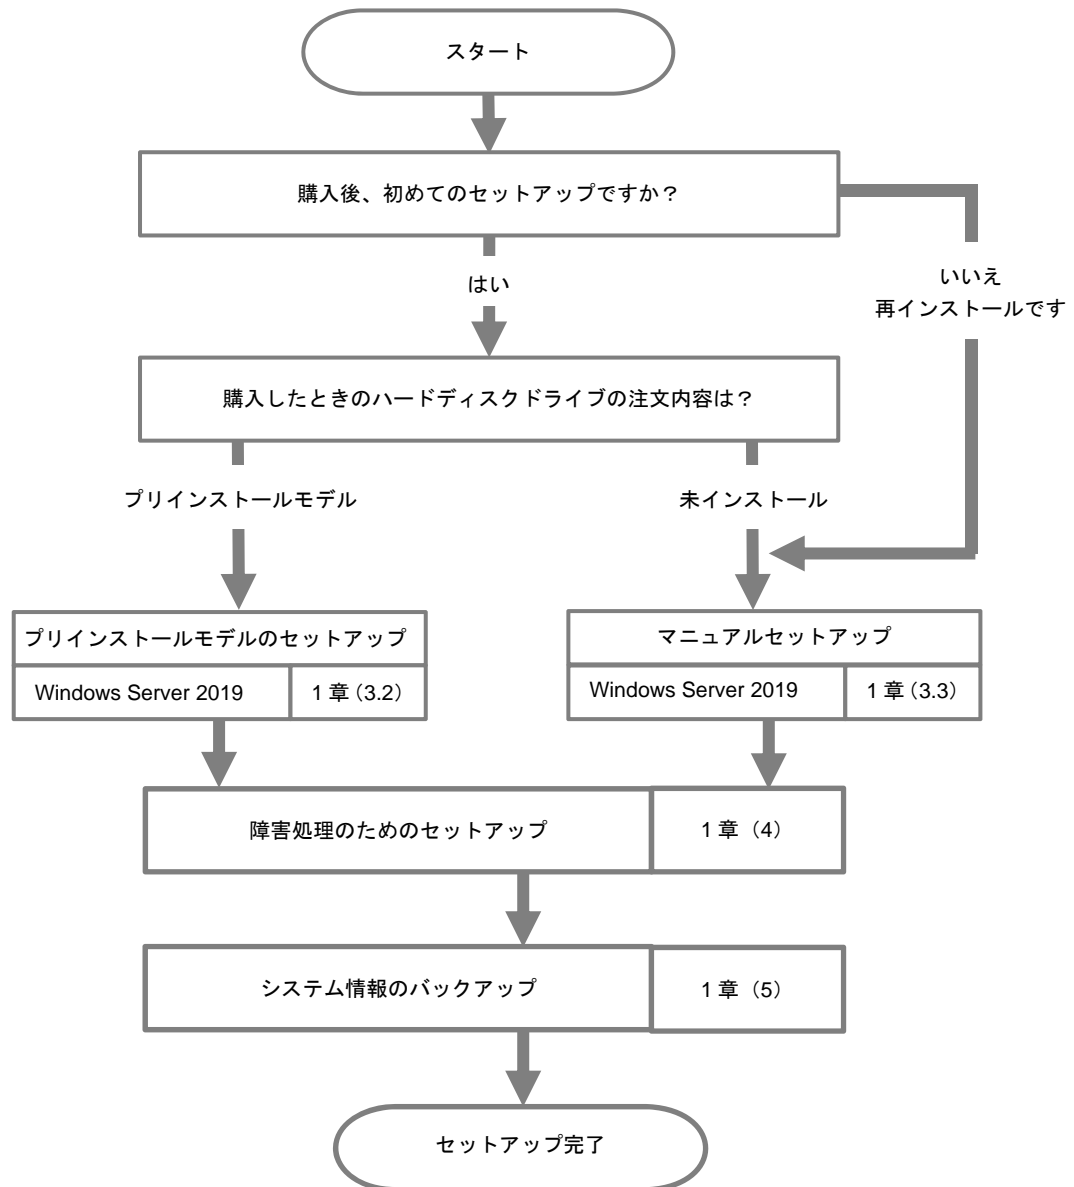 スタート
購入後、初めてのセットアップですか？
はい
いいえ
再インストールです
購入したときのハードディスクドライブの注文内容は？
プリインストールモデル
未インストール
プリインストールモデルのセットアップ
Windows Server 2019
1 章（3.2）
マニュアルセットアップ
Windows Server 2019
1 章（3.3）
障害処理のためのセットアップ
1 章（4）
システム情報のバックアップ
1 章（5）
セットアップ完了